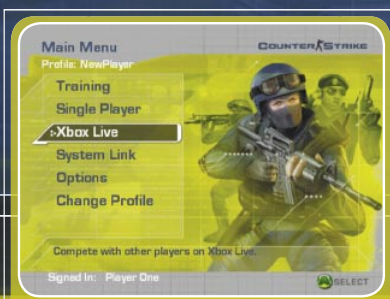 Main Menu
COUNTER STRIKE
Profile: NewPlayer
Training
Single Player
Xbox Live
System Link
Options
Change Profile
Compete with other players on Xbox Live.
Signed In: Player One
A SELECT